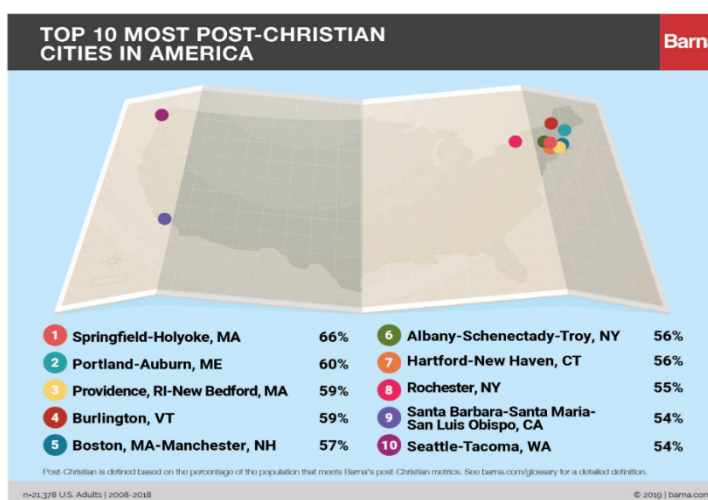 TOP 10 MOST POST-CHRISTIAN
CITIES IN AMERICA
Barna
1 Springfield-Holyoke, MA 66%
2 Portland-Auburn, ME 60%
3 Providence, RI-New Bedford, MA 59%
4 Burlington, VT 59%
5 Boston, MA-Manchester, NH 57%
6 Albany-Schenectady-Troy, NY 56%
7 Hartford-New Haven, CT 56%
8 Rochester, NY 55%
9 Santa Barbara-Santa Maria-
San Luis Obispo, CA 54%
10 Seattle-Tacoma, WA 54%
Post-Christian is defined based on the percentage of the population that meets Barna's post-Christian metrics. See barna.com/glossary for a detailed definition.
n=21,378 U.S. Adults | 2008-2018
© 2019 | barna.com